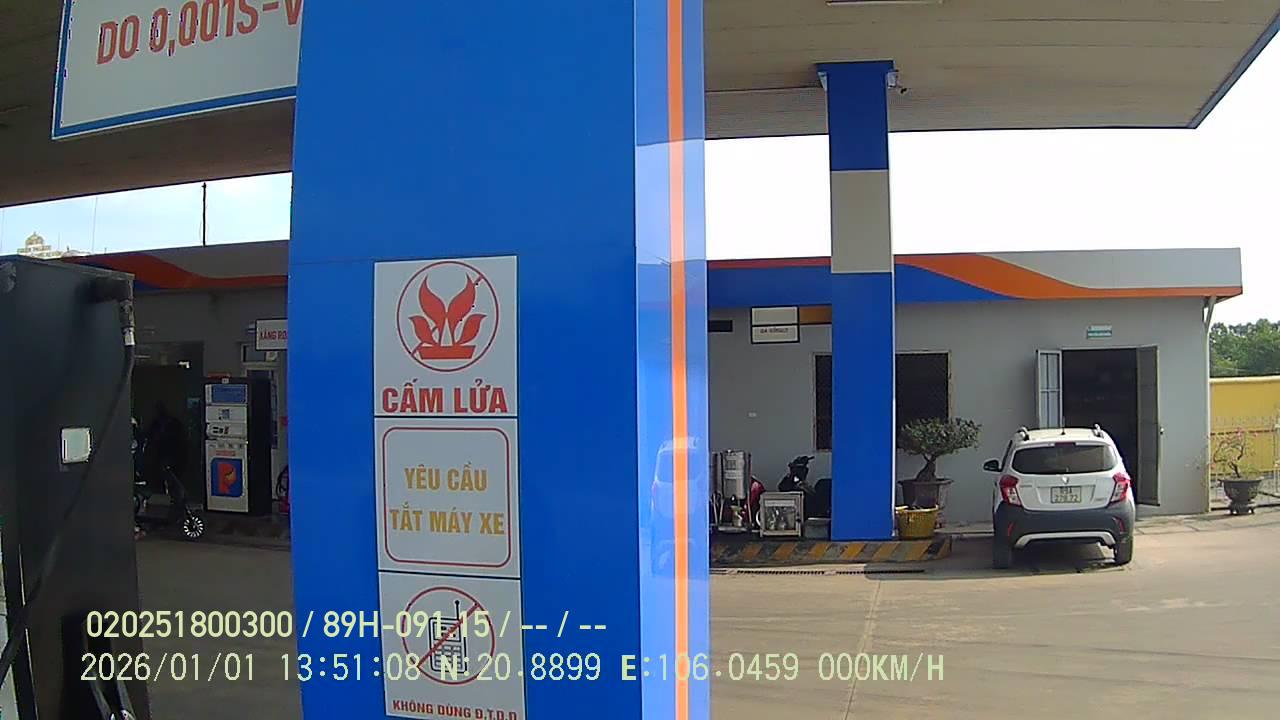 DO 0,001S-V
CẤM LỬA
YÊU CẦU
TẮT MÁY XE
KHÔNG DÙNG Đ.T.D.Đ
020251800300 / 89H-091.15 / -- / --
2026/01/01 13:51:08 N:20.8899 E:106.0459 000KM/H